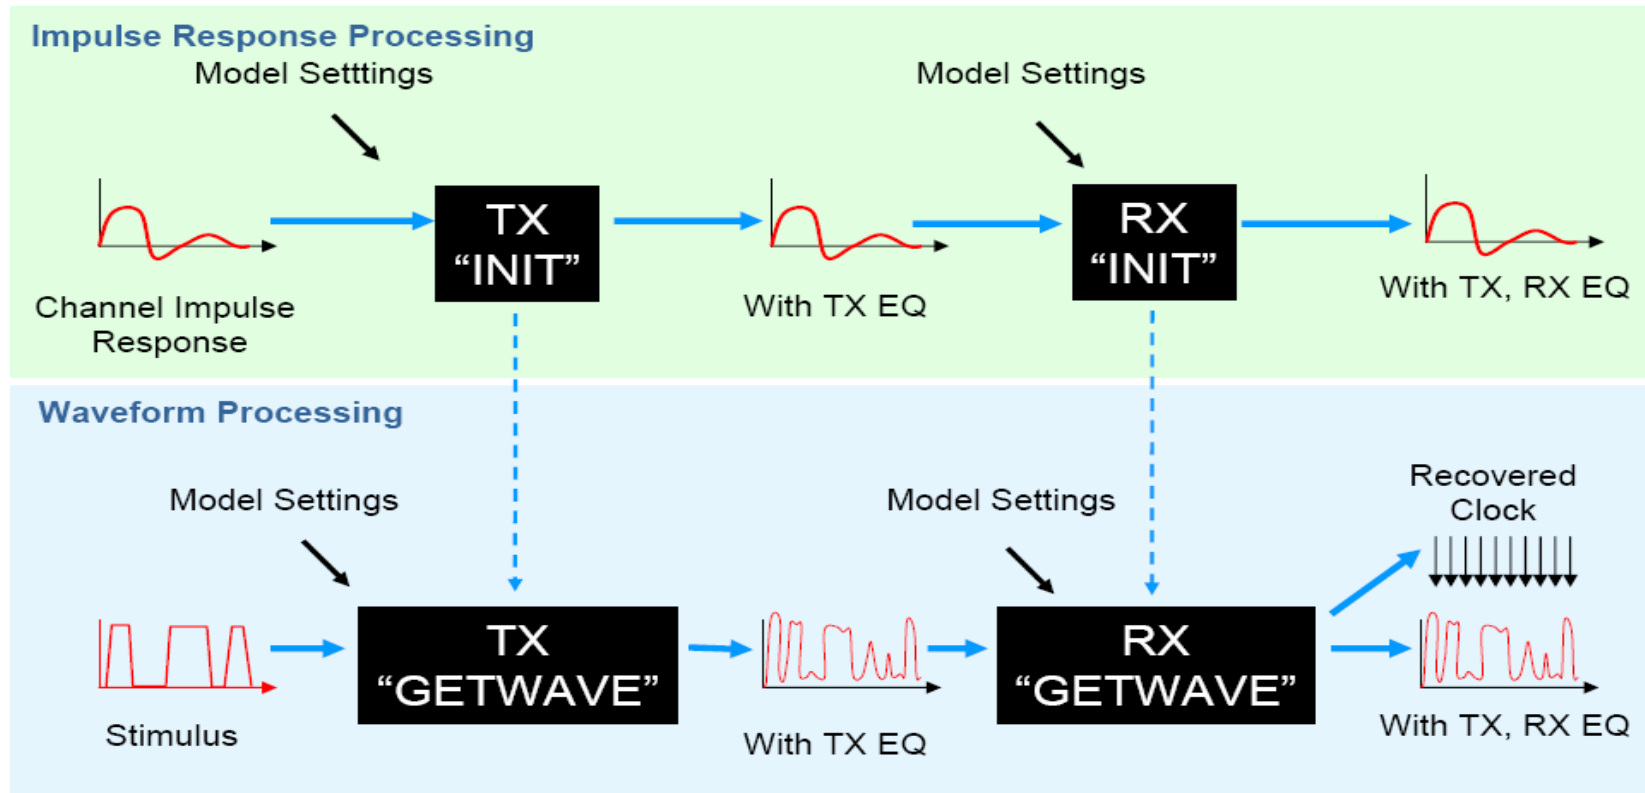 Impulse Response Processing
Model Setttings
Model Settings
TX
“INIT”
RX
“INIT”
Channel Impulse
Response
With TX EQ
With TX, RX EQ
Waveform Processing
Model Settings
Model Settings
Recovered
Clock
TX
“GETWAVE”
RX
“GETWAVE”
Stimulus
With TX EQ
With TX, RX EQ